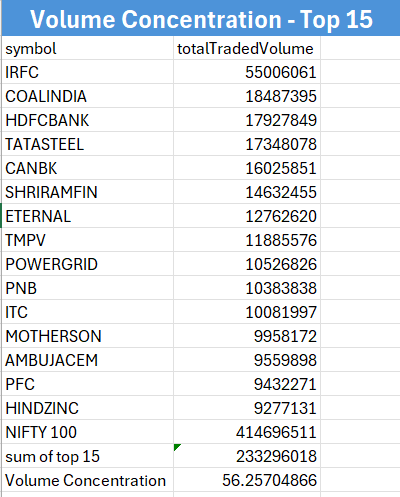 Volume Concentration - Top 15
symbol totalTradedVolume
IRFC 55006061
COALINDIA 18487395
HDFCBANK 17927849
TATASTEEL 17348078
CANBK 16025851
SHRIRAMFIN 14632455
ETERNAL 12762620
TMPV 11885576
POWERGRID 10526826
PNB 10383838
ITC 10081997
MOTHERSON 9958172
AMBUJACEM 9559898
PFC 9432271
HINDZINC 9277131
NIFTY 100 414696511
sum of top 15 233296018
Volume Concentration 56.25704866